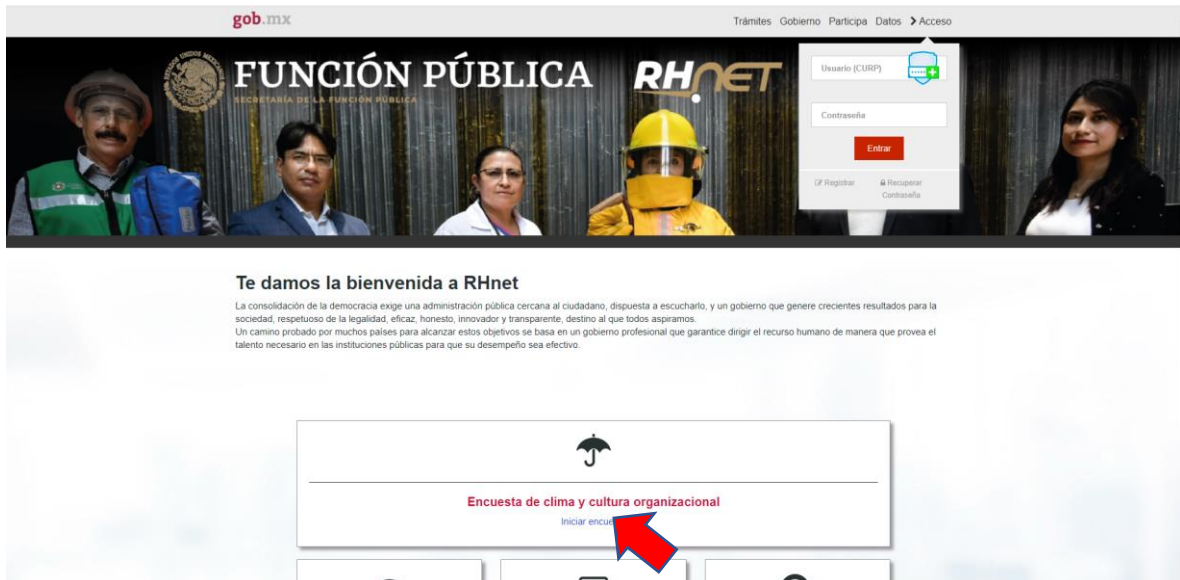 gob.mx
Trámites Gobierno Participa Datos Acceso
FUNCIÓN PÚBLICA
SECRETARÍA DE LA FUNCIÓN PÚBLICA
RHNET
Usuario (CURP)
Contraseña
Entrar
Registrar
Recuperar
Contraseña
Te damos la bienvenida a RHnet
La consolidación de la democracia exige una administración pública cercana al ciudadano, dispuesta a escucharlo, y un gobierno que genere crecientes resultados para la
sociedad, respetuoso de la legalidad, eficaz, honesto, innovador y transparente, destino al que todos aspiramos.
Un camino probado por muchos países para alcanzar estos objetivos se basa en un gobierno profesional que garantice dirigir el recurso humano de manera que provea el
talento necesario en las instituciones públicas para que su desempeño sea efectivo.
Encuesta de clima y cultura organizacional
Iniciar